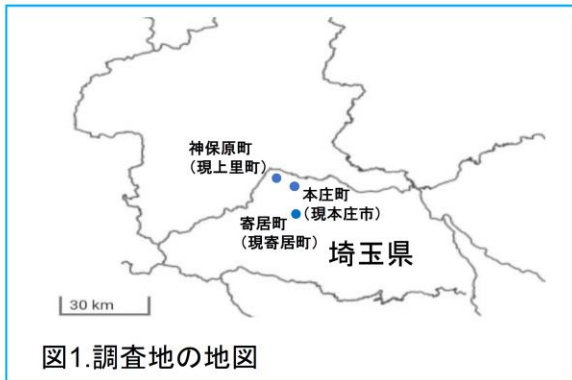 神保原町
(現上里町)
本庄町
(現本庄市)
寄居町
(現寄居町)
埼玉県
30 km
図1.調査地の地図